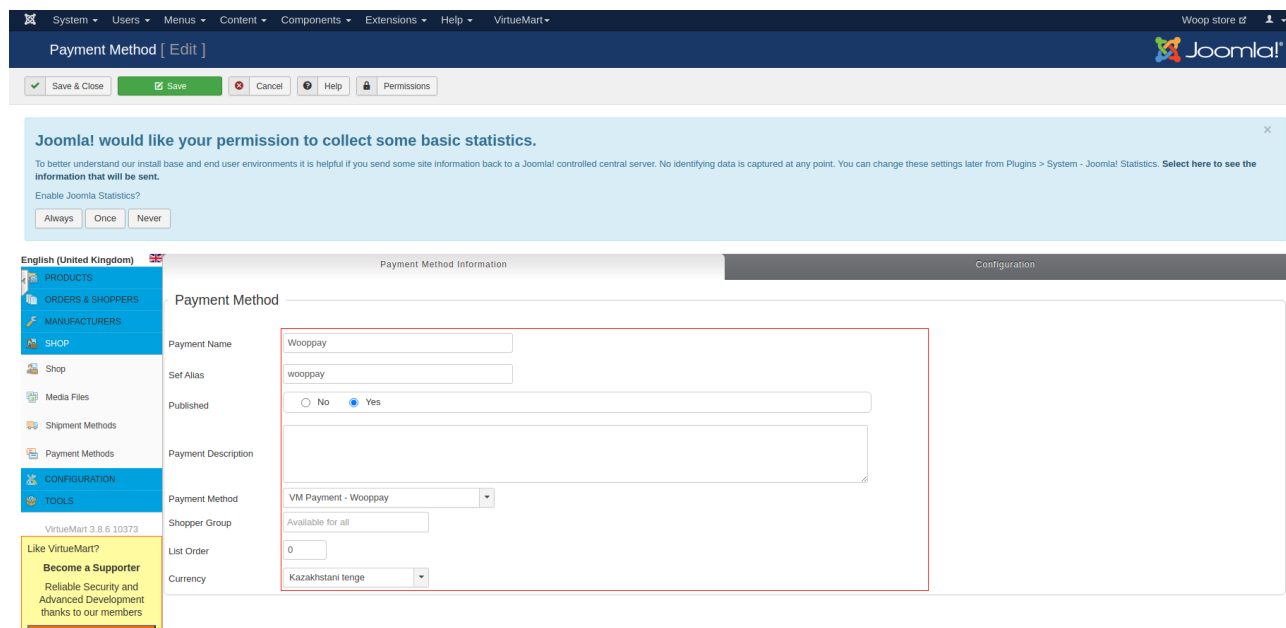 System Users Menus Content Components Extensions Help VirtueMart Woop store
Payment Method [ Edit ] Joomla!®
Save & Close Save Cancel Help Permissions
Joomla! would like your permission to collect some basic statistics. ×
To better understand our install base and end user environments it is helpful if you send some site information back to a Joomla! controlled central server. No identifying data is captured at any point. You can change these settings later from Plugins > System - Joomla! Statistics. Select here to see the
information that will be sent.
Enable Joomla Statistics?
Always Once Never
English (United Kingdom)
Payment Method Information Configuration
PRODUCTS
ORDERS & SHOPPERS
MANUFACTURERS
SHOP
Shop
Media Files
Shipment Methods
Payment Methods
CONFIGURATION
TOOLS
VirtueMart 3.8.6 10373
Like VirtueMart?
Become a Supporter
Reliable Security and
Advanced Development
thanks to our members
Payment Method
Payment Name Wooppay
Sef Alias wooppay
Published No Yes
Payment Description
Payment Method VM Payment - Wooppay
Shopper Group Available for all
List Order 0
Currency Kazakhstani tenge